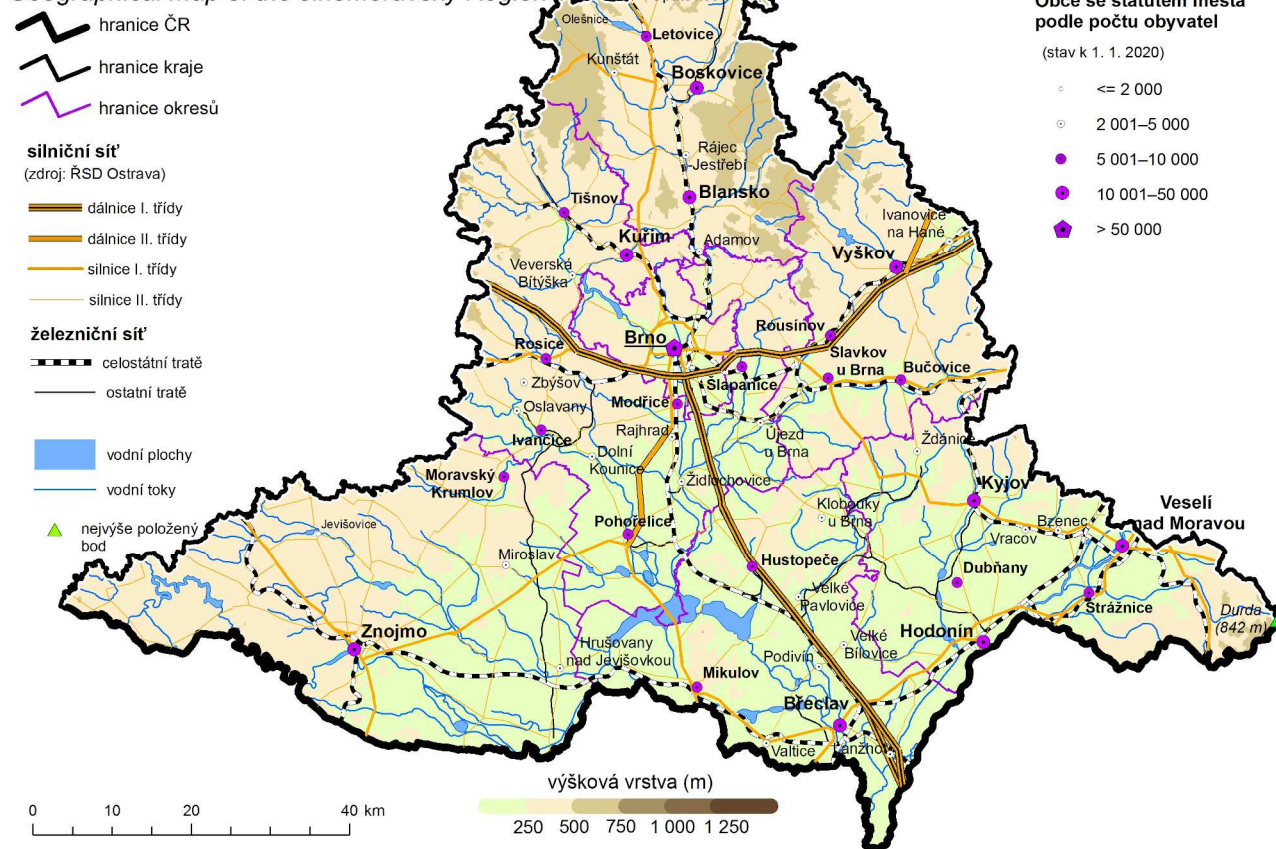 hranice ČR
hranice kraje
hranice okresů
silniční síť
(zdroj: ŘSD Ostrava)
dálnice I. třídy
dálnice II. třídy
silnice I. třídy
silnice II. třídy
železniční síť
celostátní tratě
ostatní tratě
vodní plochy
vodní toky
nejvýše položený
bod
Obce se statutem města
podle počtu obyvatel
(stav k 1. 1. 2020)
<= 2 000
2 001–5 000
5 001–10 000
10 001–50 000
> 50 000
Olešnice
Letovice
Kunštát
Boskovice
Rájec
Jestřebí
Blansko
Tišnov
Kuřim
Adamov
Ivanovice
na Hané
Vyškov
Veverská
Bítýška
Rousínov
Brno
Rosice
Slavkov
u Brna
Bučovice
Šlapanice
Zbýšov
Oslavany
Modřice
Rajhrad
Ivančice
Újezd
u Brna
Ždánice
Dolní
Kounice
Moravský
Krumlov
Židlochovice
Kyjov
Klobouky
u Brna
Veselí
nad Moravou
Jevišovice
Pohořelice
Bzenec
Vracov
Miroslav
Hustopeče
Dubňany
Velké
Pavlovice
Strážnice
Durda
(842 m)
Znojmo
Hodonín
Velké
Bílovice
Hrušovany
nad Jevišovkou
Podivín
Mikulov
Břeclav
Valtice
Lanžhot
výšková vrstva (m)
250 500 750 1 000 1 250
0 10 20 40 km